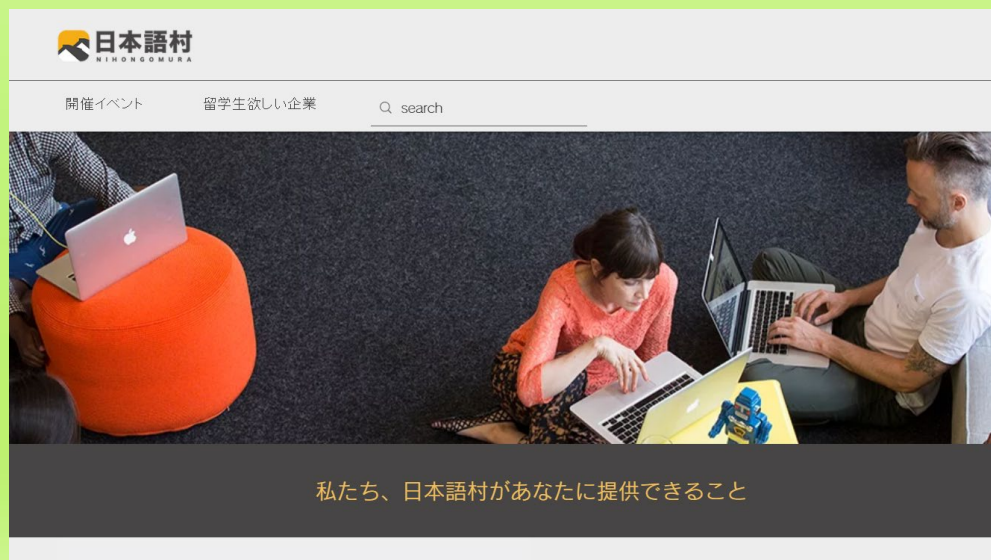 日本語村
NIHONGOMURA
開催イベント
留学生欲しい企業
search
私たち、日本語村があなたに提供できること